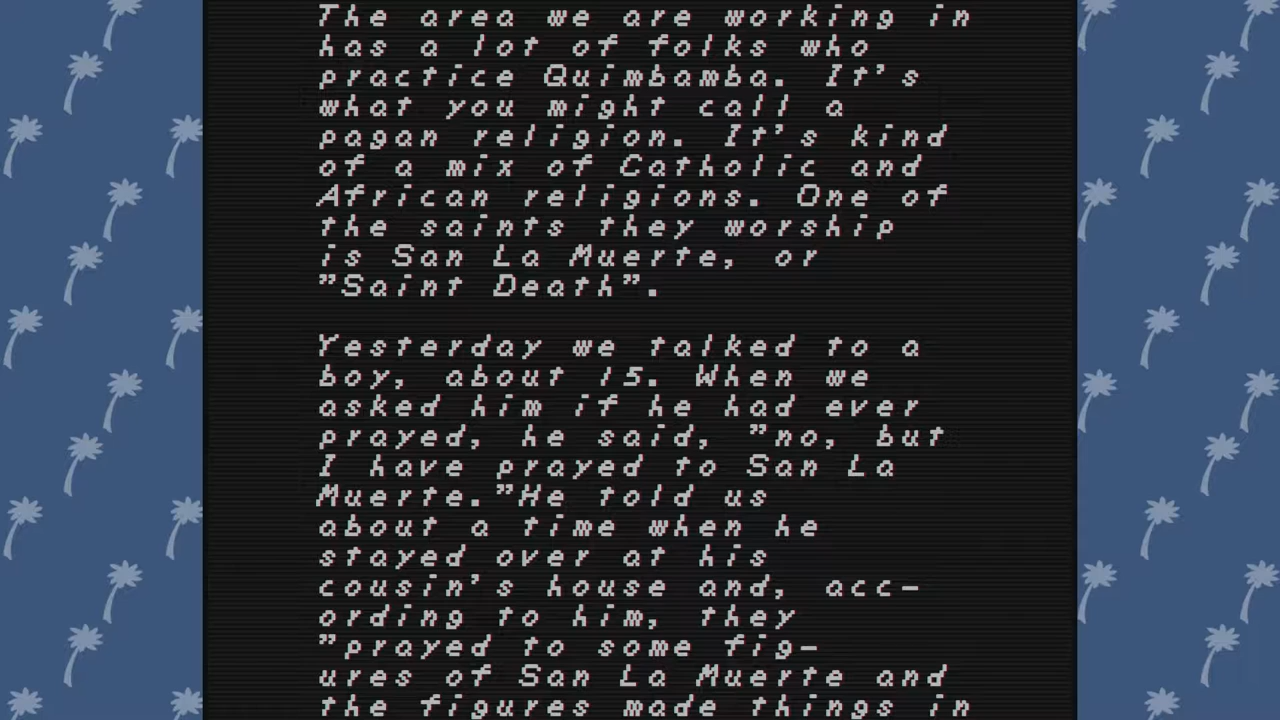 The area we are working in
has a lot of folks who
practice Quimbamba. It's
what you might call a
pagan religion. It's kind
of a mix of Catholic and
African religions. One of
the saints they worship
is San La Muerte, or
"Saint Death".
Yesterday we talked to a
boy, about 15. When we
asked him if he had ever
prayed, he said, "no, but
I have prayed to San La
Muerte."He told us
about a time when he
stayed over at his
cousin's house and, acc-
ording to him, they
"prayed to some fig-
ures of San La Muerte and
the figures made things in